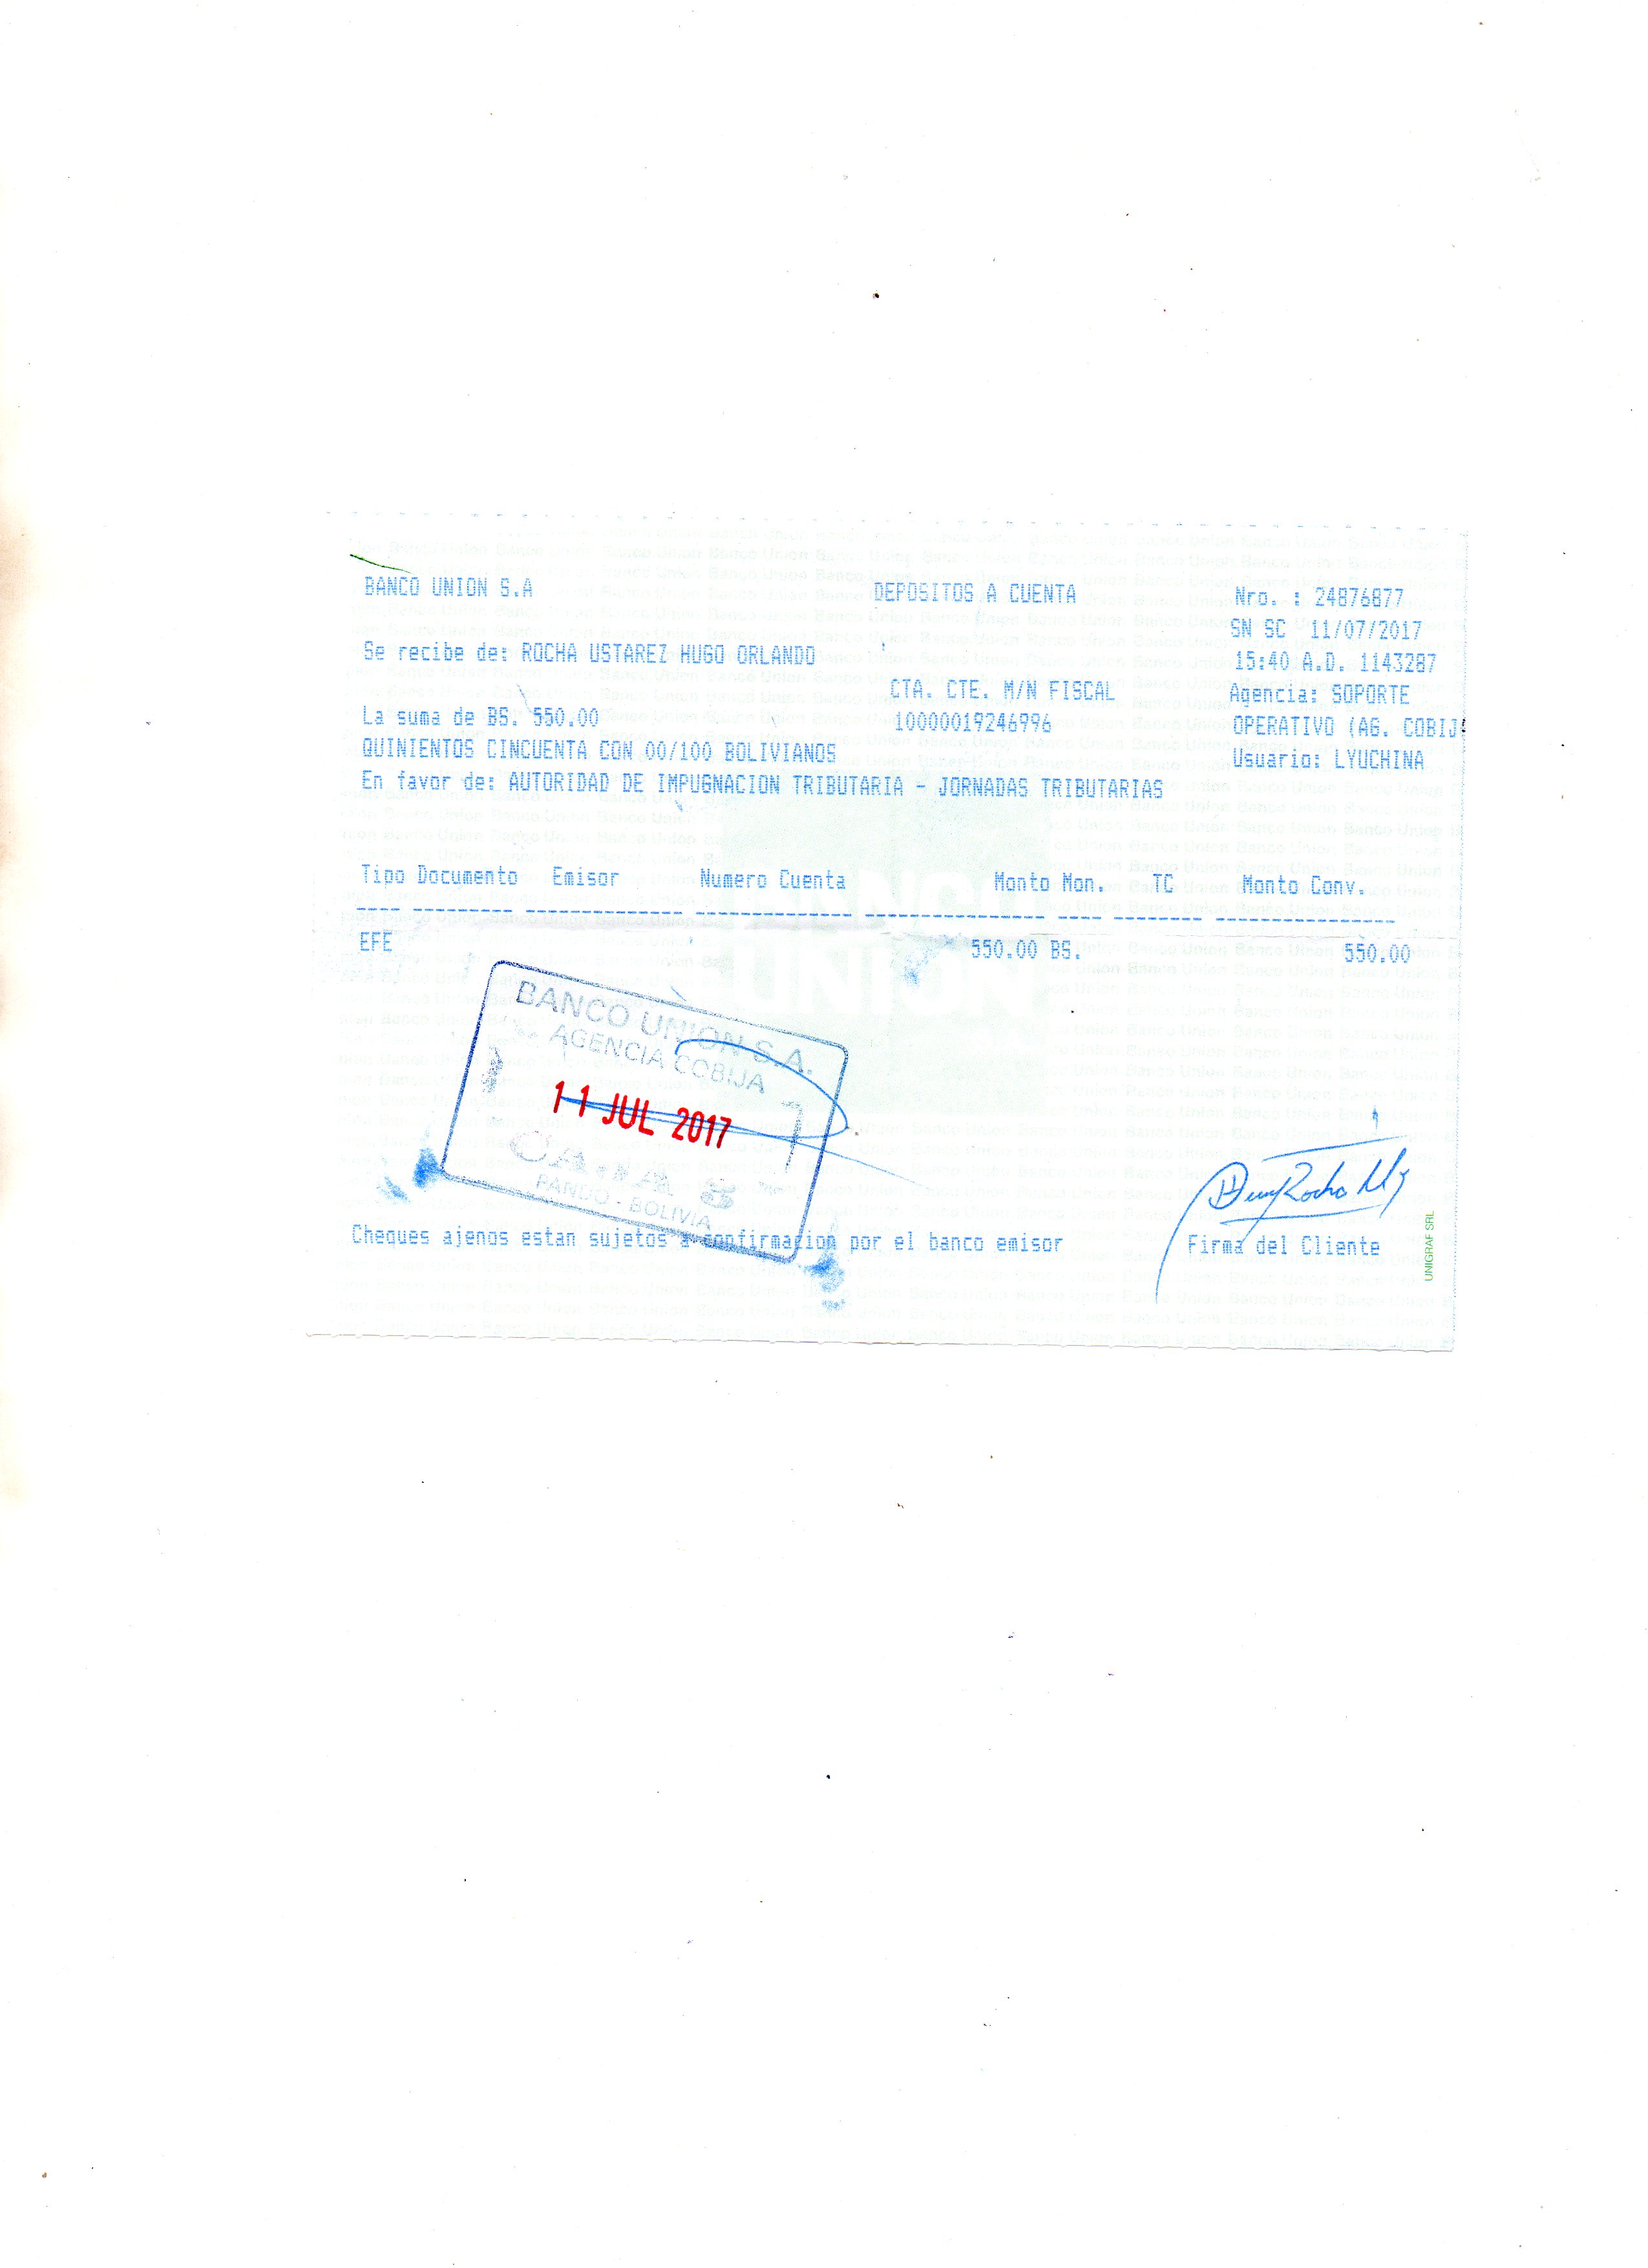 BANCO UNION S.A DEPOSITOS A CUENTA Nro. : 24876877
SN SC 11/07/2017
Se recibe de: ROCHA USTAREZ HUGO ORLANDO 15:40 A.D. 1143287
CTA. CTE. M/N FISCAL Agencia: SOPORTE
La suma de BS. 550.00 10000019246996 OPERATIVO (AG. COBIJ
QUINIENTOS CINCUENTA CON 00/100 BOLIVIANOS Usuario: LYUCHINA
En favor de: AUTORIDAD DE IMPUGNACION TRIBUTARIA - JORNADAS TRIBUTARIAS
Tipo Documento Emisor Numero Cuenta Monto Mon. TC Monto Conv.
EFE 550.00 BS. 550.00
BANCO UNION S.A.
AGENCIA COBIJA
11 JUL 2017
PANDO - BOLIVIA
Cheques ajenos estan sujetos a confirmacion por el banco emisor Firma del Cliente
UNIGRAF SRL